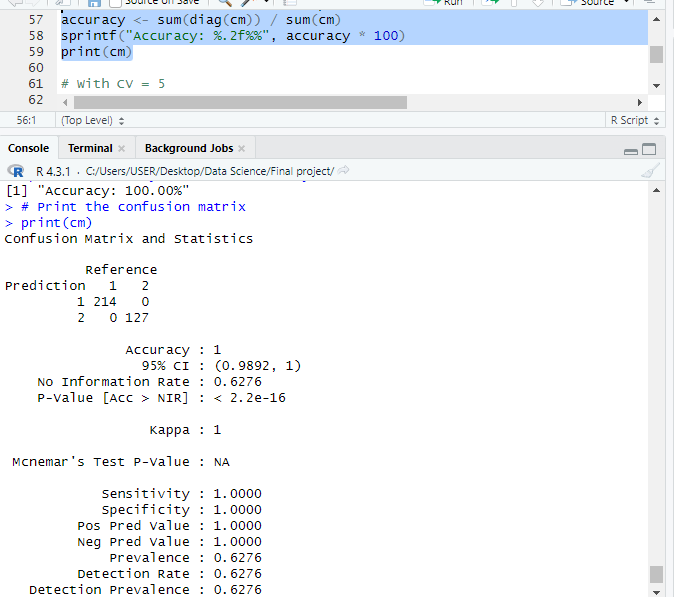 Source on Save Run Source
57 accuracy <- sum(diag(cm)) / sum(cm)
58 sprintf("Accuracy: %.2f%%", accuracy * 100)
59 print(cm)
60
61 # With CV = 5
62
56:1 (Top Level) R Script
Console Terminal Background Jobs
R 4.3.1 · C:/Users/USER/Desktop/Data Science/Final project/
[1] "Accuracy: 100.00%"
> # Print the confusion matrix
> print(cm)
Confusion Matrix and Statistics
Reference
Prediction 1 2
1 214 0
2 0 127
Accuracy : 1
95% CI : (0.9892, 1)
No Information Rate : 0.6276
P-Value [Acc > NIR] : < 2.2e-16
Kappa : 1
Mcnemar's Test P-Value : NA
Sensitivity : 1.0000
Specificity : 1.0000
Pos Pred Value : 1.0000
Neg Pred Value : 1.0000
Prevalence : 0.6276
Detection Rate : 0.6276
Detection Prevalence : 0.6276